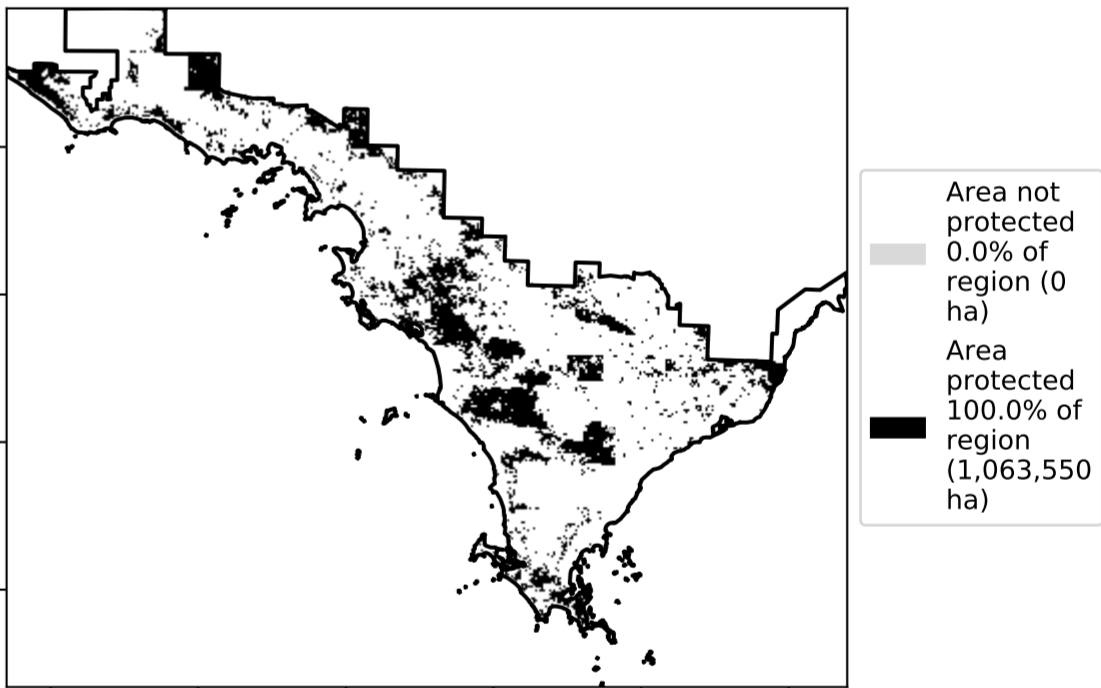 Area not
protected
0.0% of
region (0
ha)
Area
protected
100.0% of
region
(1,063,550
ha)